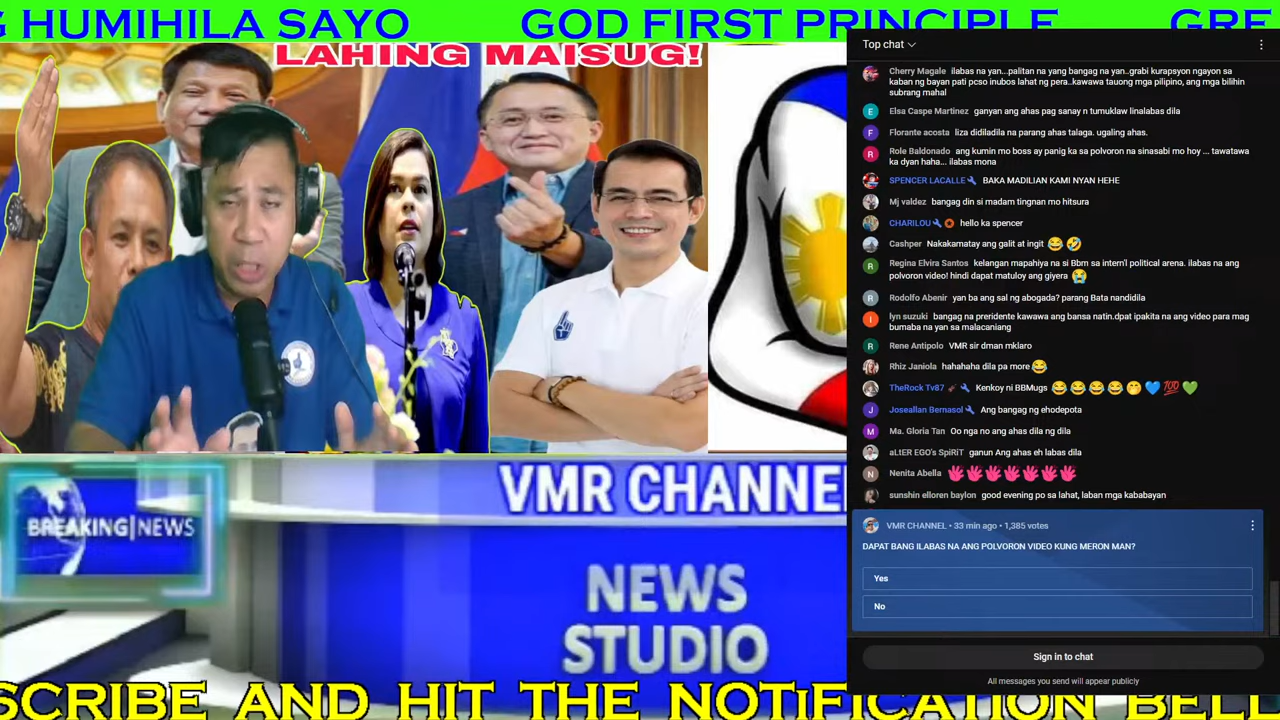 G HUMIHILA SAYO GOD FIRST PRINCIPLE GRE
LAHING MAISUG!
BREAKING|NEWS
VMR CHANNEL
NEWS
STUDIO
SCRIBE AND HIT THE NOTIFICATION BELL
Top chat
Cherry Magale ilabas na yan...palitan na yang bangag na yan..grabi kurapsyon ngayon sa
kaban ng bayan pati pcso inubos lahat ng pera..kawawa tauong mga pilipino, ang mga bilihin
subrang mahal
E Elsa Caspe Martinez ganyan ang ahas pag sanay n tumuklaw linalabas dila
F Florante acosta liza didiladila na parang ahas talaga. ugaling ahas.
R Role Baldonado ang kumin mo boss ay panig ka sa polvoron na sinasabi mo hoy ... tawatawa
ka dyan haha... ilabas mona
SPENCER LACALLE BAKA MADILIAN KAMI NYAN HEHE
Mj valdez bangag din si madam tingnan mo hitsura
CHARILOU hello ka spencer
Cashper Nakakamatay ang galit at ingit 😂🤣
R Regina Elvira Santos kelangan mapahiya na si Bbm sa intern'l political arena. ilabas na ang
polvoron video! hindi dapat matuloy ang giyera 😭
R Rodolfo Abenir yan ba ang sal ng abogada? parang Bata nandidila
I lyn suzuki bangag na presidente kawawa ang bansa natin.dpat ipakita na ang video para mag
bumaba na yan sa malacaniang
R Rene Antipolo VMR sir dman mklaro
Rhiz Janiola hahahaha dila pa more 😂
TheRock Tv87 🎸 Kenkoy ni BBMugs 😂😂😂😂🤭💙💯💚
J Joseallan Bernasol Ang bangag ng ehodepota
M Ma. Gloria Tan Oo nga no ang ahas dila ng dila
aLtER EGO's SpiRiT ganun Ang ahas eh labas dila
N Nenita Abella
sunshin elloren baylon good evening po sa lahat, laban mga kababayan
VMR CHANNEL • 33 min ago • 1,385 votes
DAPAT BANG ILABAS NA ANG POLVORON VIDEO KUNG MERON MAN?
Yes
No
Sign in to chat
All messages you send will appear publicly